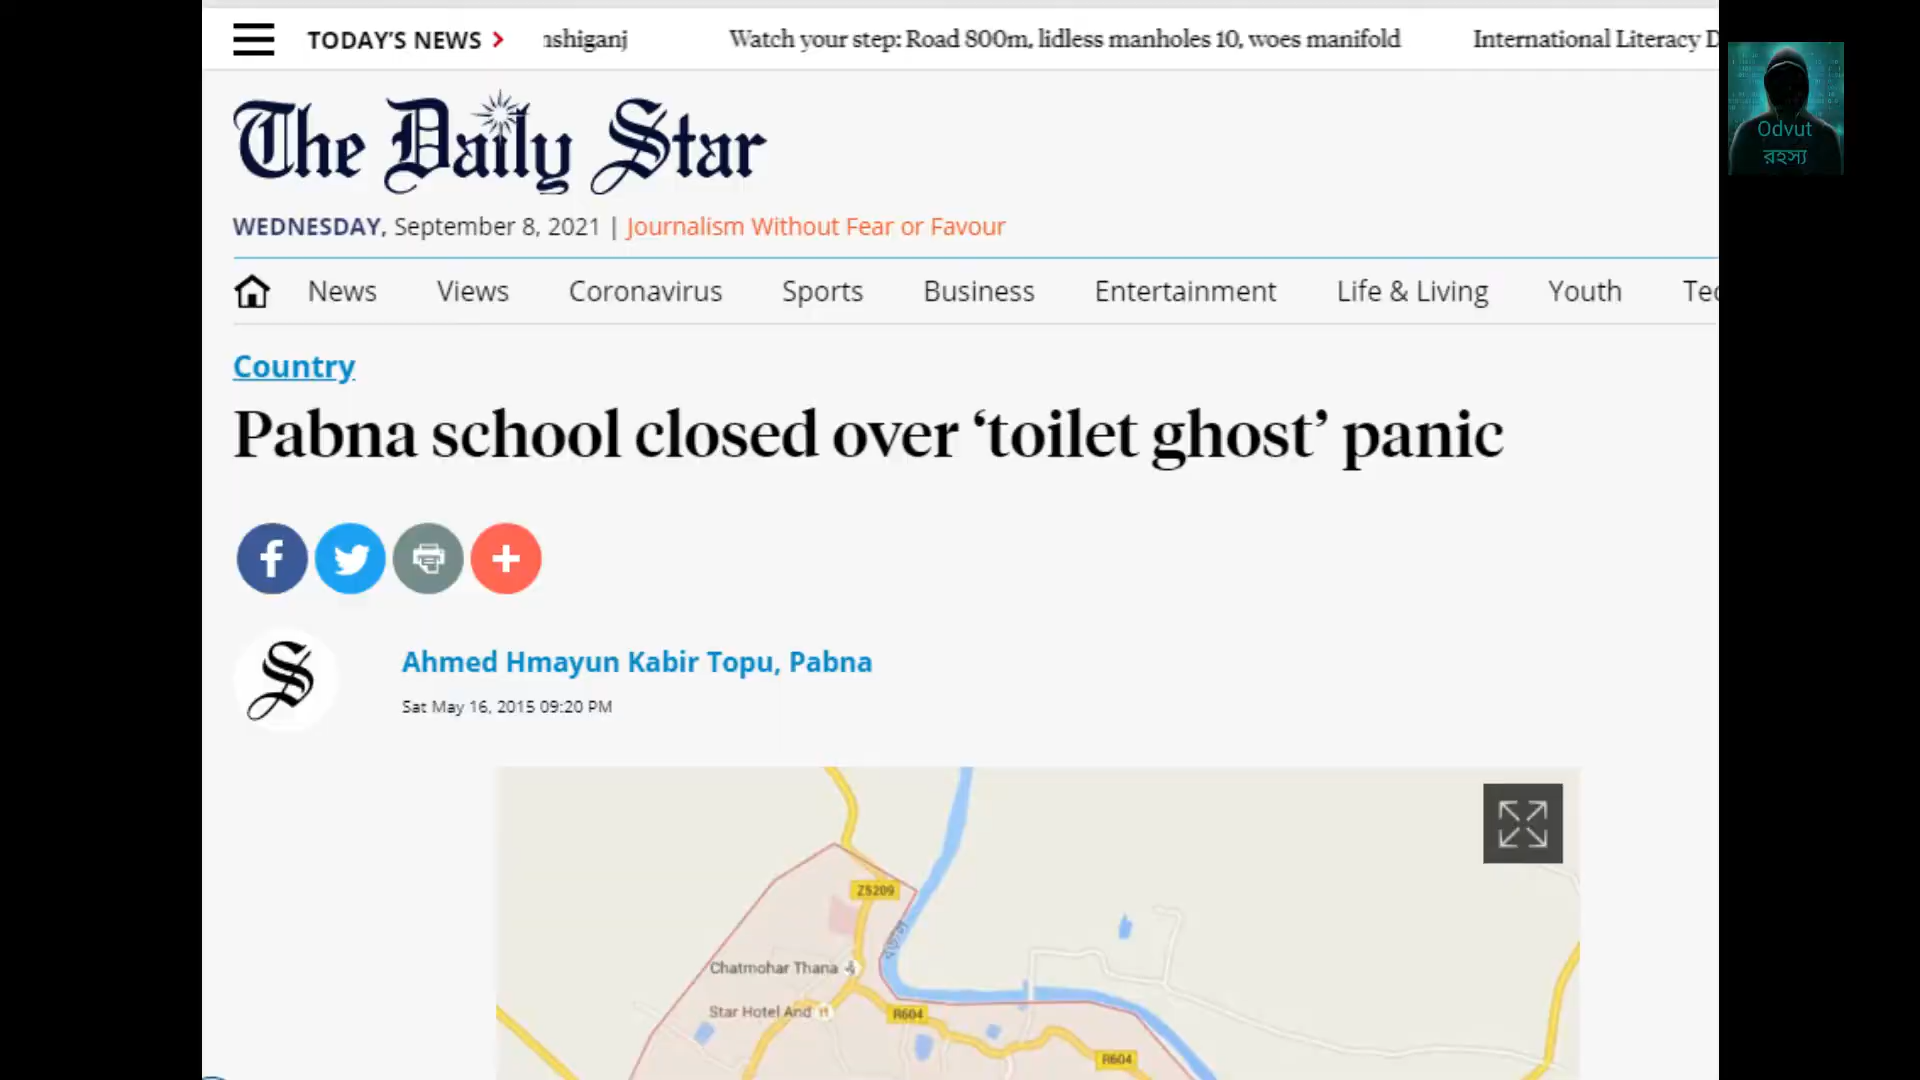 TODAY'S NEWS
nshiganj
Watch your step: Road 800m, lidless manholes 10, woes manifold
International Literacy D
Odvut
রহস্য
The Daily Star
WEDNESDAY, September 8, 2021 | Journalism Without Fear or Favour
News Views Coronavirus Sports Business Entertainment Life & Living Youth Tec
Country
Pabna school closed over ‘toilet ghost’ panic
Ahmed Hmayun Kabir Topu, Pabna
Sat May 16, 2015 09:20 PM
Z5209
Chatmohar Thana
Star Hotel And
R604
R604